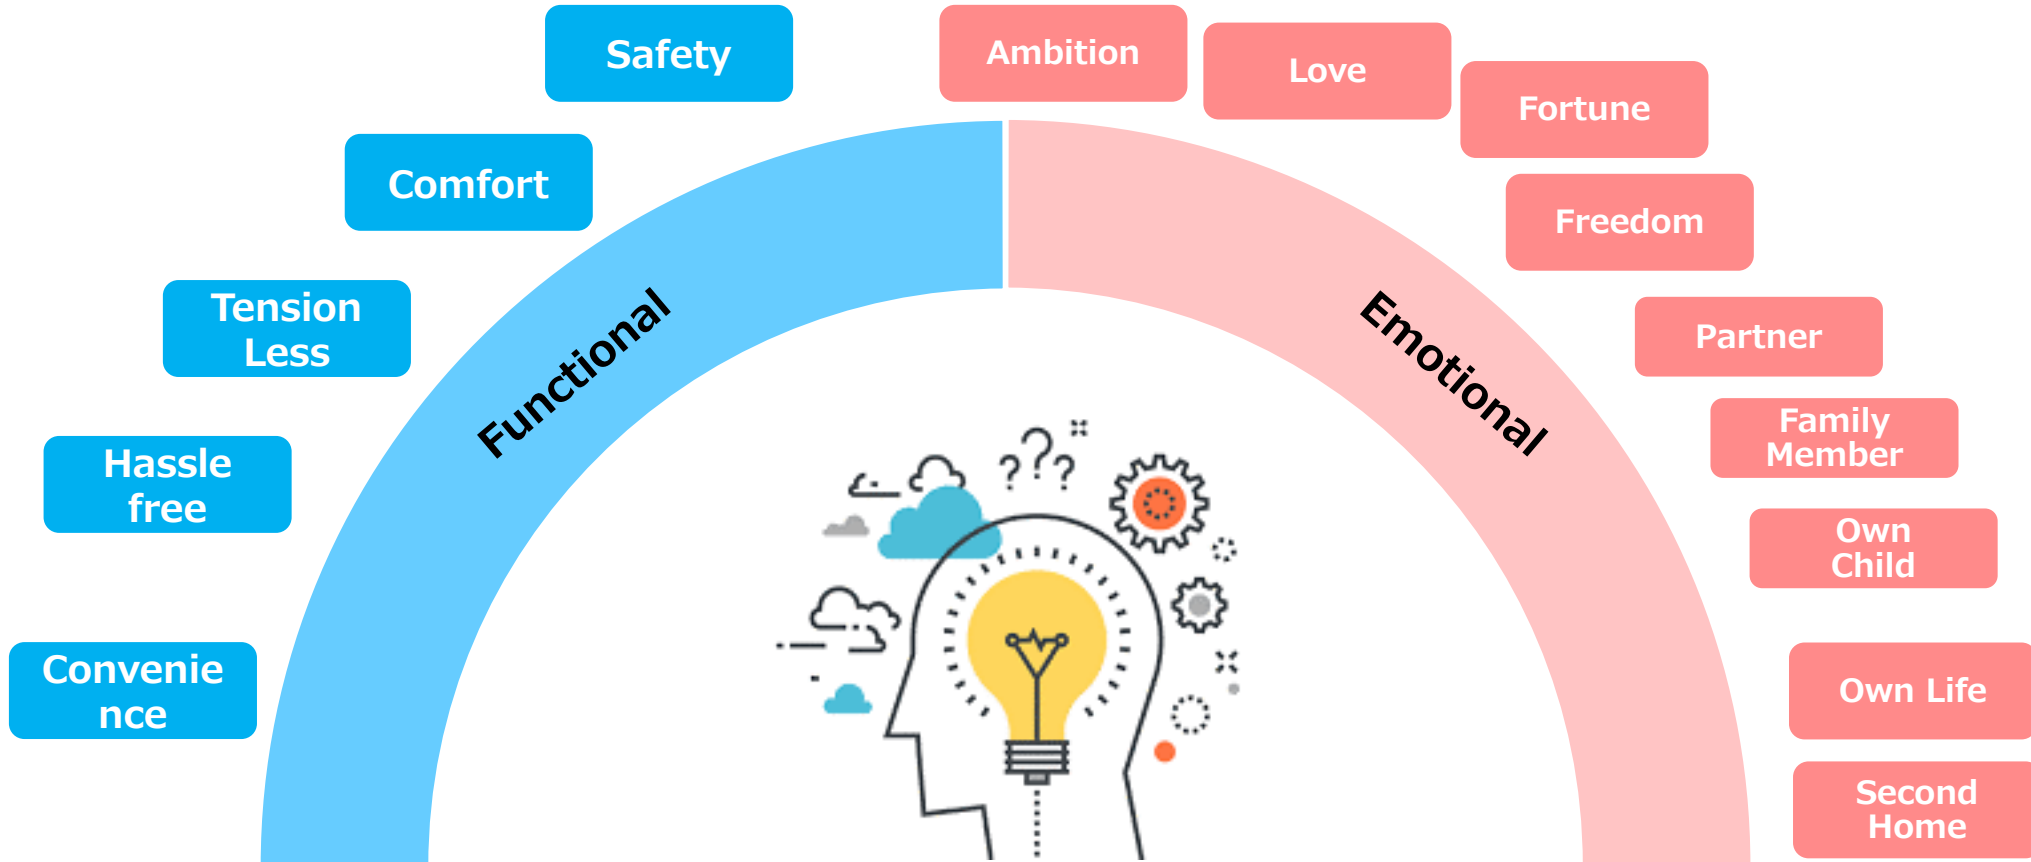 Safety
Comfort
Tension
Less
Hassle
free
Convenie
nce
Functional
Emotional
Ambition
Love
Fortune
Freedom
Partner
Family
Member
Own
Child
Own Life
Second
Home
???